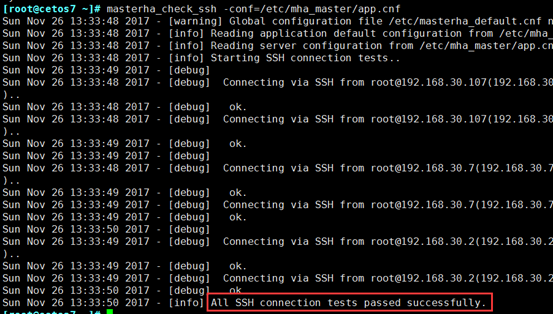 [root@cetos7 ~]# masterha_check_ssh -conf=/etc/mha_master/app.cnf
Sun Nov 26 13:33:48 2017 - [warning] Global configuration file /etc/masterha_default.cnf n
Sun Nov 26 13:33:48 2017 - [info] Reading application default configuration from /etc/mha_
Sun Nov 26 13:33:48 2017 - [info] Reading server configuration from /etc/mha_master/app.cn
Sun Nov 26 13:33:48 2017 - [info] Starting SSH connection tests..
Sun Nov 26 13:33:49 2017 - [debug]
Sun Nov 26 13:33:48 2017 - [debug] Connecting via SSH from root@192.168.30.107(192.168.30
)..
Sun Nov 26 13:33:48 2017 - [debug] ok.
Sun Nov 26 13:33:48 2017 - [debug] Connecting via SSH from root@192.168.30.107(192.168.30
)..
Sun Nov 26 13:33:49 2017 - [debug] ok.
Sun Nov 26 13:33:49 2017 - [debug]
Sun Nov 26 13:33:48 2017 - [debug] Connecting via SSH from root@192.168.30.7(192.168.30.7
)..
Sun Nov 26 13:33:49 2017 - [debug] ok.
Sun Nov 26 13:33:49 2017 - [debug] Connecting via SSH from root@192.168.30.7(192.168.30.7
Sun Nov 26 13:33:49 2017 - [debug] ok.
Sun Nov 26 13:33:50 2017 - [debug]
Sun Nov 26 13:33:49 2017 - [debug] Connecting via SSH from root@192.168.30.2(192.168.30.2
)..
Sun Nov 26 13:33:49 2017 - [debug] ok.
Sun Nov 26 13:33:49 2017 - [debug] Connecting via SSH from root@192.168.30.2(192.168.30.2
Sun Nov 26 13:33:50 2017 - [debug] ok
Sun Nov 26 13:33:50 2017 - [info] All SSH connection tests passed successfully.
[root@cetos7 ~]#